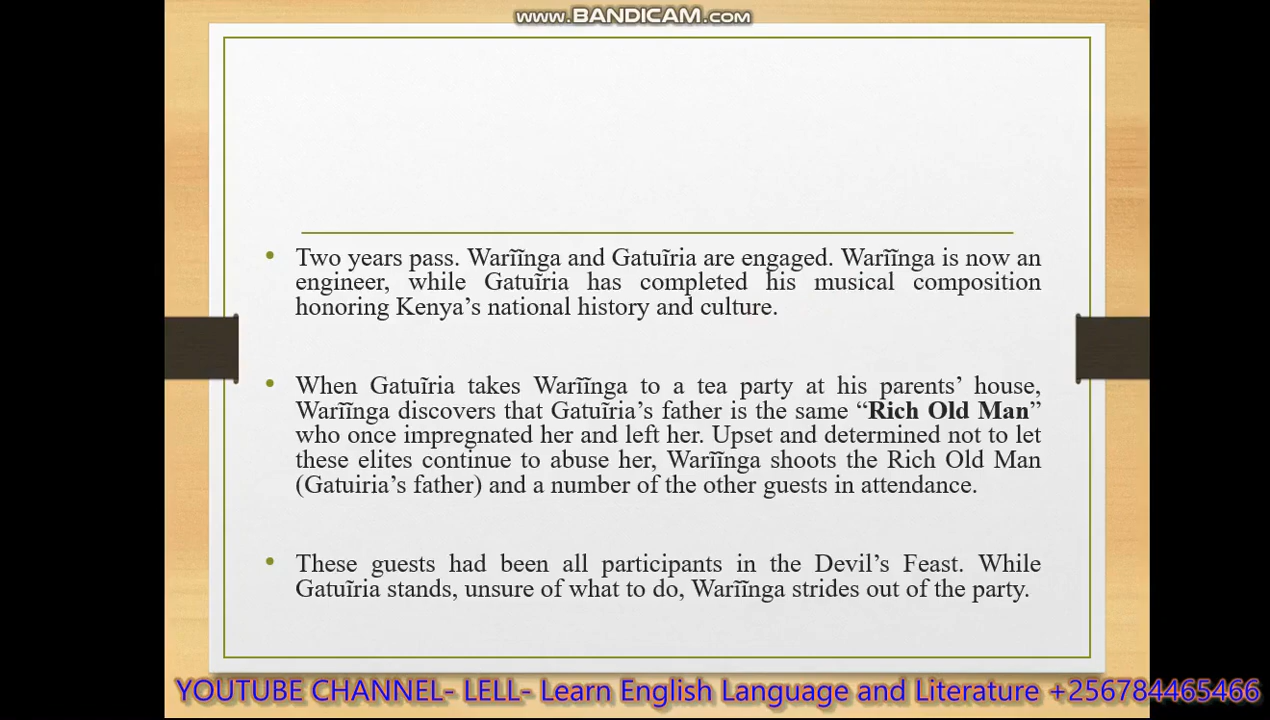 www.BANDICAM.com
• Two years pass. Warĩĩnga and Gatuĩria are engaged. Warĩĩnga is now an
engineer, while Gatuĩria has completed his musical composition
honoring Kenya’s national history and culture.
• When Gatuĩria takes Warĩĩnga to a tea party at his parents’ house,
Warĩĩnga discovers that Gatuĩria’s father is the same “Rich Old Man”
who once impregnated her and left her. Upset and determined not to let
these elites continue to abuse her, Warĩĩnga shoots the Rich Old Man
(Gatuiria’s father) and a number of the other guests in attendance.
• These guests had been all participants in the Devil’s Feast. While
Gatuĩria stands, unsure of what to do, Warĩĩnga strides out of the party.
YOUTUBE CHANNEL- LELL- Learn English Language and Literature +256784465466